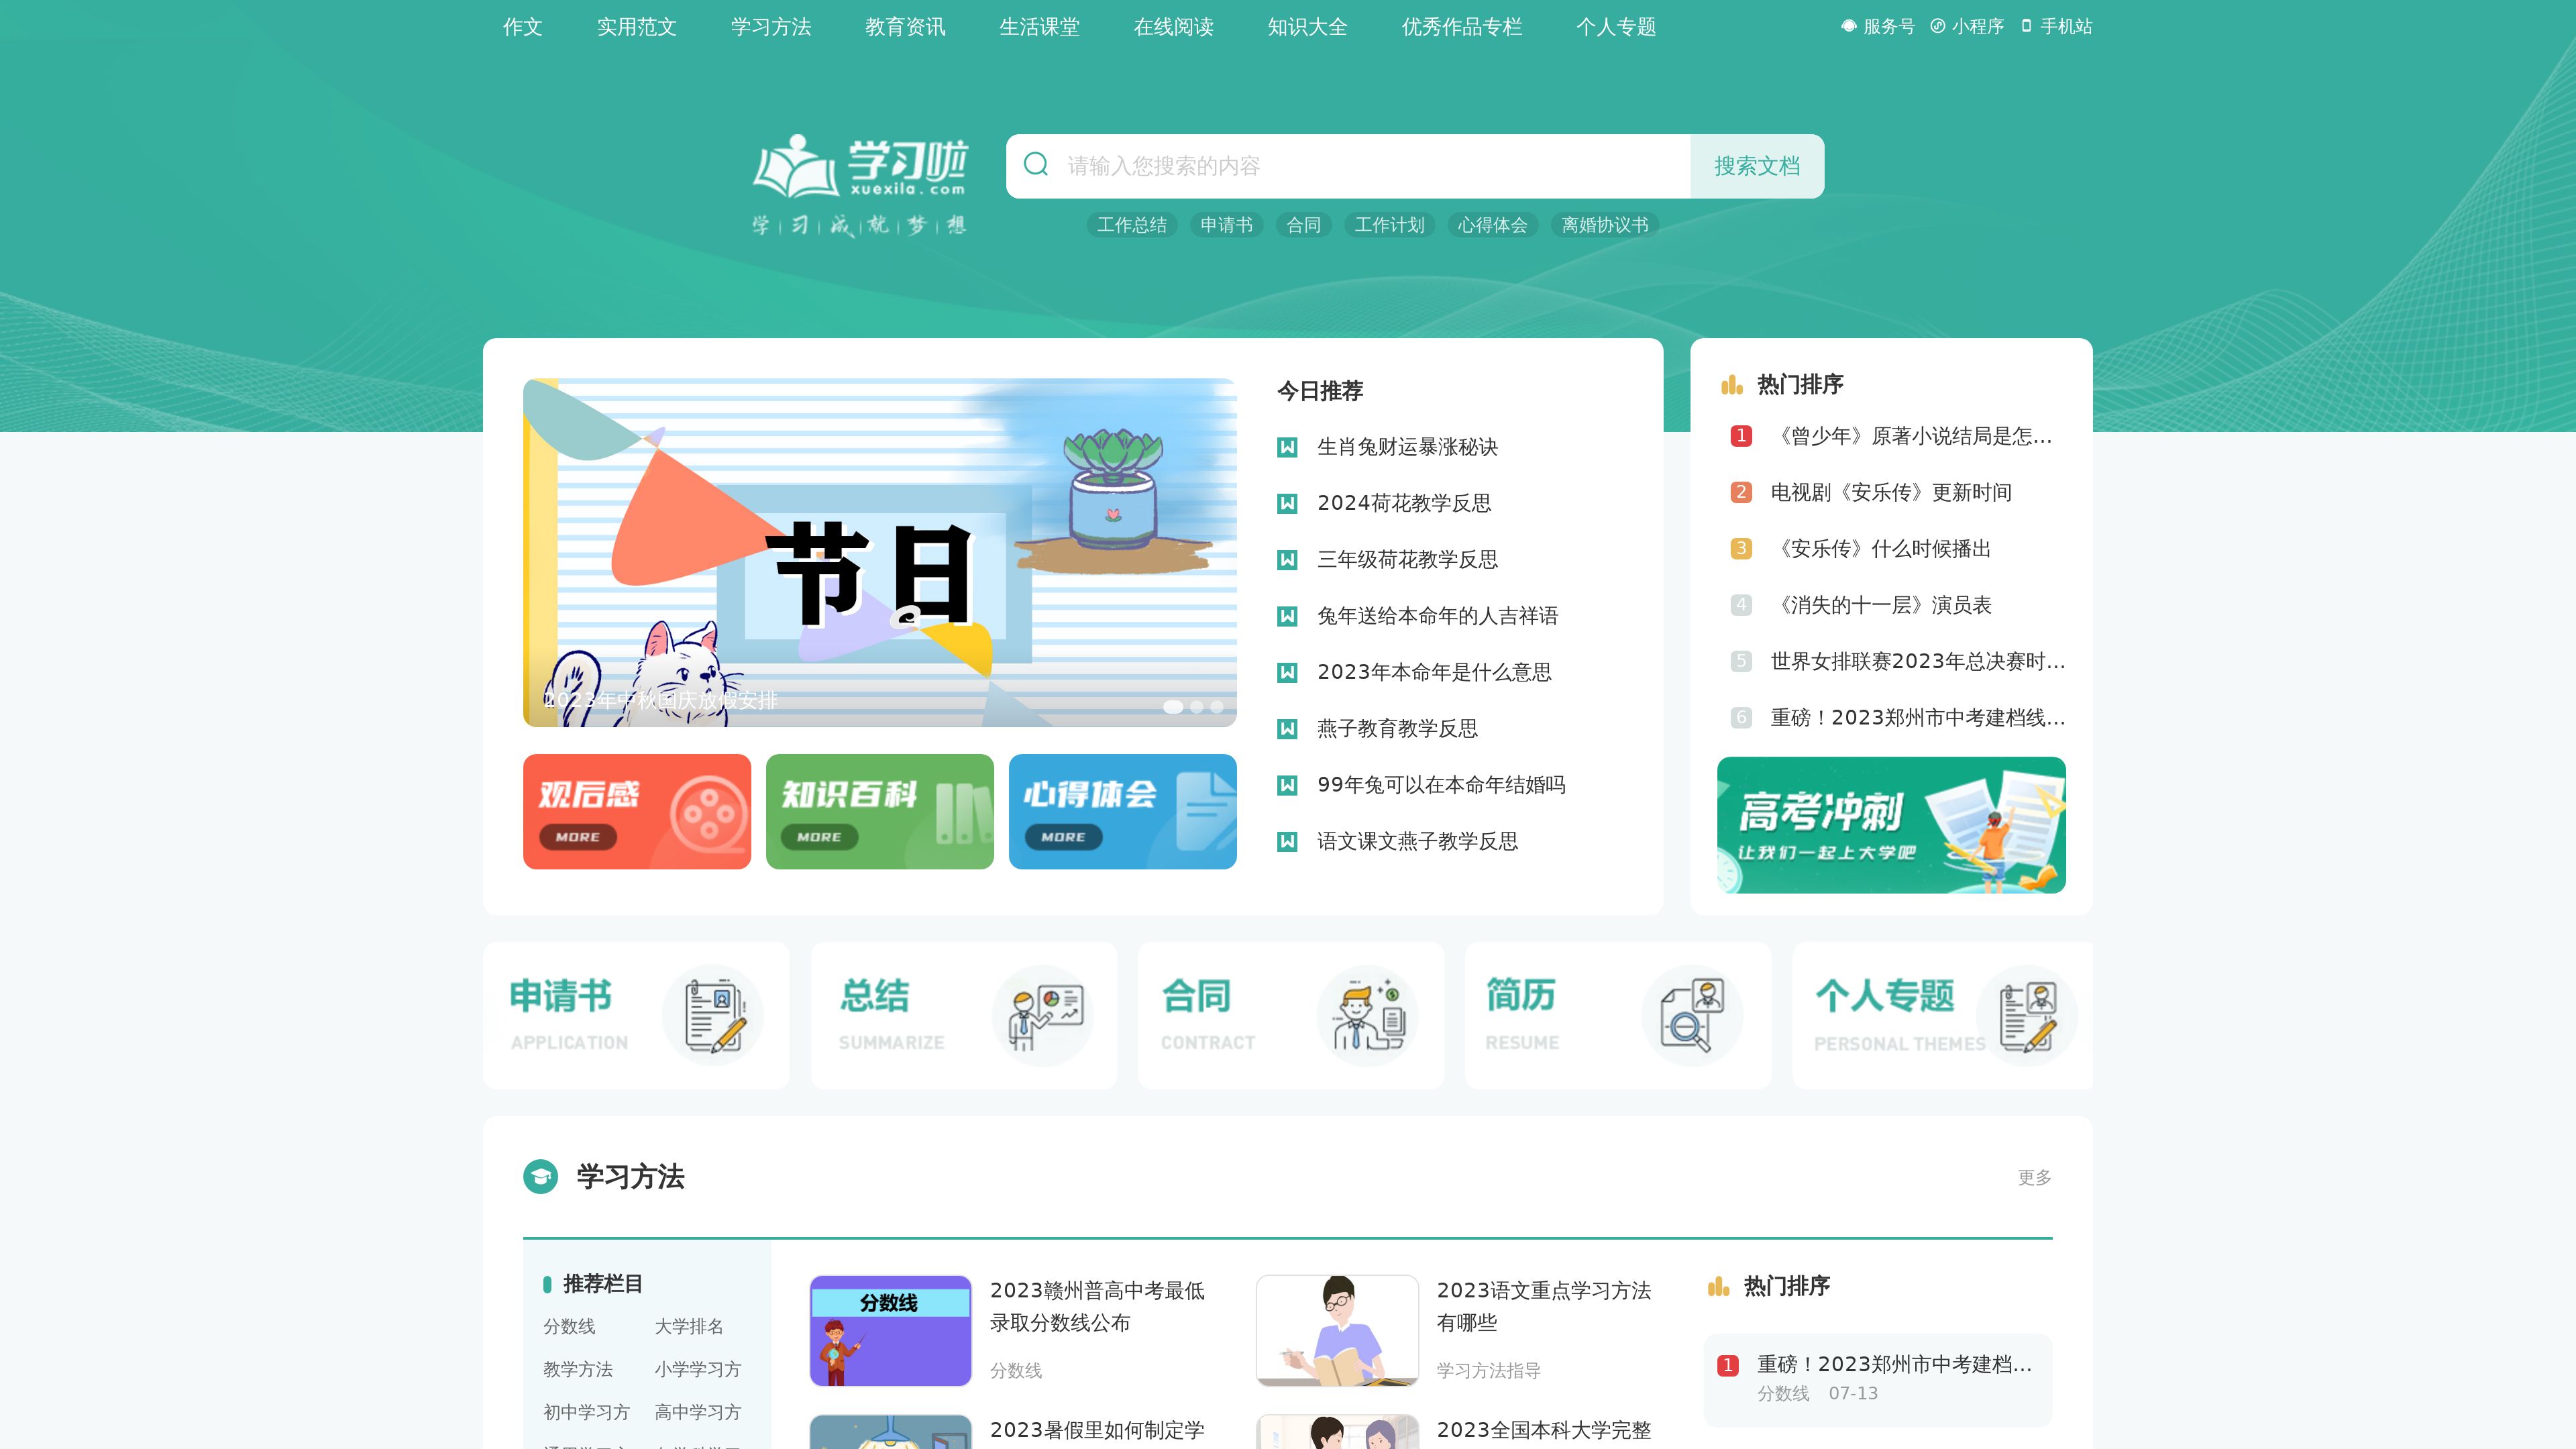 作文 实用范文 学习方法 教育资讯 生活课堂 在线阅读 知识大全 优秀作品专栏 个人专题 服务号 小程序 手机站
学习啦
xuexila.com
学 | 习 | 成 | 就 | 梦 | 想
请输入您搜索的内容 搜索文档
工作总结 申请书 合同 工作计划 心得体会 离婚协议书
节日
2023年中秋国庆放假安排
观后感
MORE
知识百科
MORE
心得体会
MORE
今日推荐
生肖兔财运暴涨秘诀
2024荷花教学反思
三年级荷花教学反思
兔年送给本命年的人吉祥语
2023年本命年是什么意思
燕子教育教学反思
99年兔可以在本命年结婚吗
语文课文燕子教学反思
热门排序
1 《曾少年》原著小说结局是怎...
2 电视剧《安乐传》更新时间
3 《安乐传》什么时候播出
4 《消失的十一层》演员表
5 世界女排联赛2023年总决赛时...
6 重磅！2023郑州市中考建档线...
高考冲刺
让我们一起上大学吧
申请书
APPLICATION
总结
SUMMARIZE
合同
CONTRACT
简历
RESUME
个人专题
PERSONAL THEMES
学习方法 更多
推荐栏目
分数线 大学排名
教学方法 小学学习方
初中学习方 高中学习方
分数线
2023赣州普高中考最低
录取分数线公布
分数线
2023语文重点学习方法
有哪些
学习方法指导
2023暑假里如何制定学
2023全国本科大学完整
热门排序
1 重磅！2023郑州市中考建档...
分数线 07-13